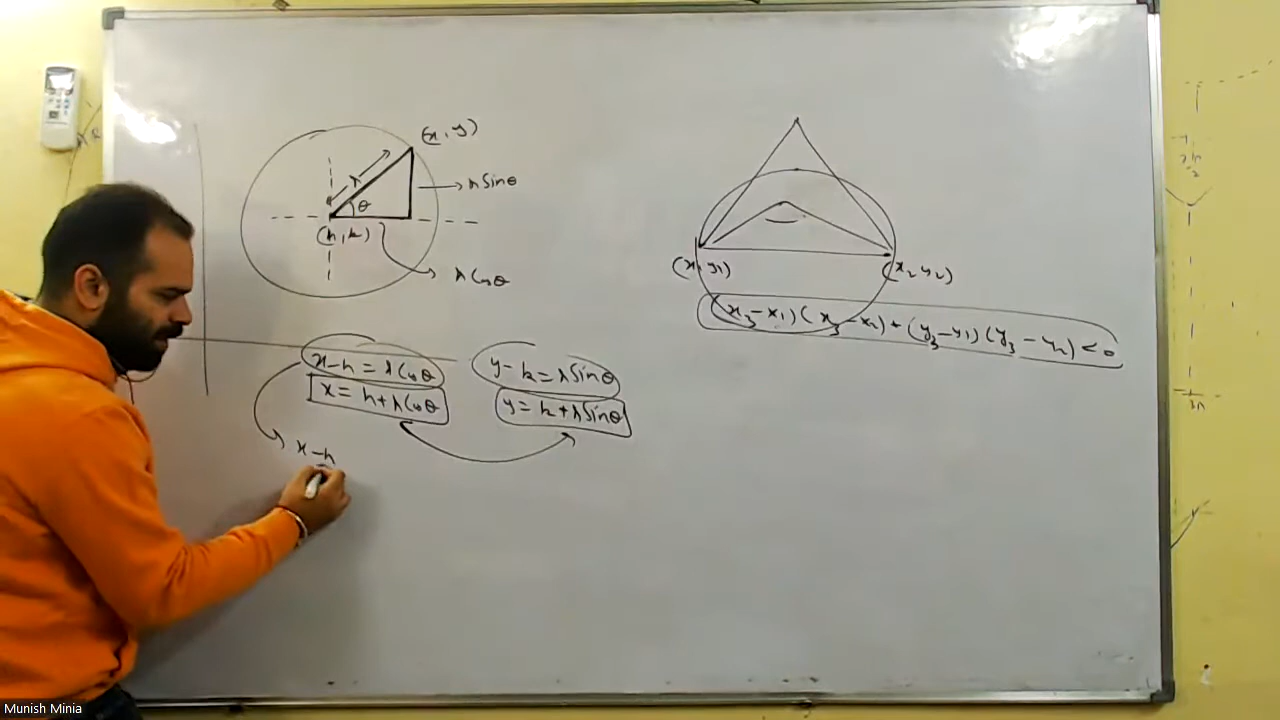 (x, y)
r
r sinθ
θ
(h, k)
r Cosθ
(x1 y1)
(x2 y2)
(x3-x1)(x3-x2)+(y3-y1)(y3-y2)<0
x-h=r Cosθ
y-k=r Sinθ
x=h+r Cosθ
y=k+r Sinθ
x-h
Munish Minia